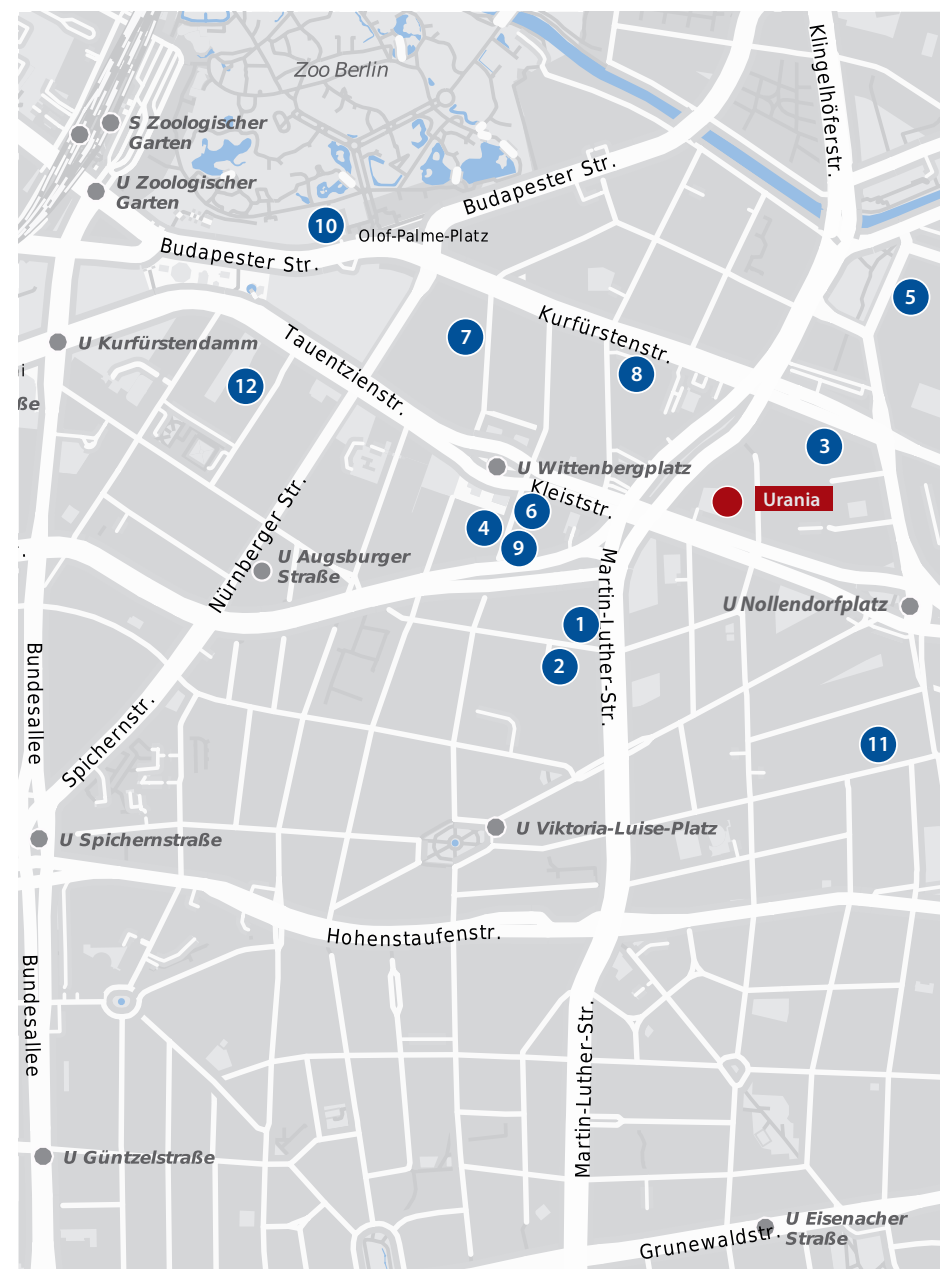 Zoo Berlin
Klingelhöferstr.
S Zoologischer
Garten
U Zoologischer
Garten
Budapester Str.
10
Olof-Palme-Platz
Budapester Str.
5
Kurfürstenstr.
7
U Kurfürstendamm
Tauentzienstr.
8
12
i
ße
3
U Wittenbergplatz
Kleiststr.
Urania
6
4
9
Nürnberger Str.
U Augsburger
Straße
r.
Martin-Luther-Str.
U Nollendorfplatz
1
2
Bundesallee
Spichernstr.
11
U Viktoria-Luise-Platz
U Spichernstraße
Hohenstaufenstr.
Bundesallee
Martin-Luther-Str.
U Güntzelstraße
U Eisenacher
Straße
Grunewaldstr.